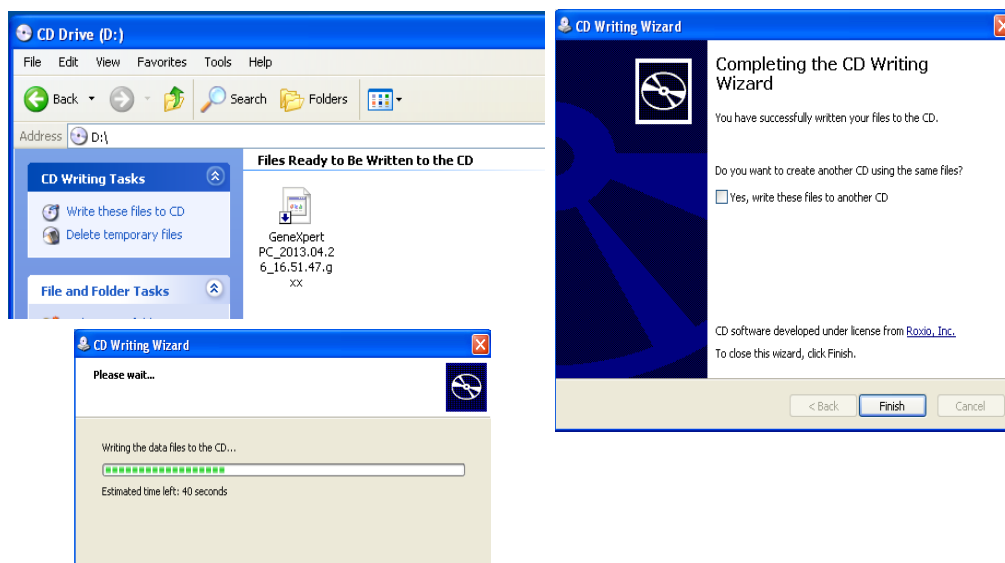 CD Drive (D:)
File Edit View Favorites Tools Help
Back Search Folders
Address D:\
CD Writing Tasks
Write these files to CD
Delete temporary files
File and Folder Tasks
Files Ready to Be Written to the CD
GeneXpert
PC_2013.04.2
6_16.51.47.g
xx
CD Writing Wizard
Please wait...
Writing the data files to the CD...
Estimated time left: 40 seconds
CD Writing Wizard
Completing the CD Writing
Wizard
You have successfully written your files to the CD.
Do you want to create another CD using the same files?
Yes, write these files to another CD
CD software developed under license from Roxio, Inc.
To close this wizard, click Finish.
< Back Finish Cancel